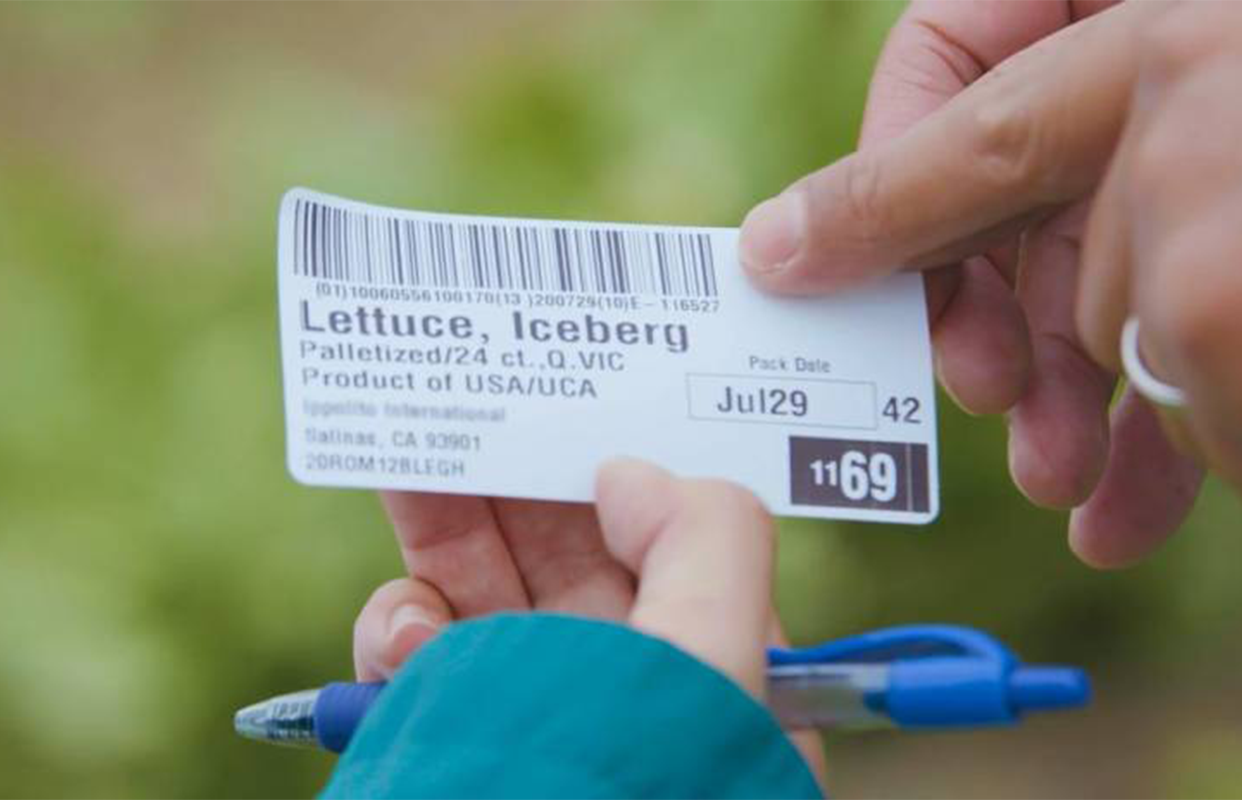 (01)10060556100170(13)200729(10)E-116527
Lettuce, Iceberg
Palletized/24 ct.,Q.VIC
Product of USA/UCA
Ippolito International
Salinas, CA 93901
20ROM12BLEGH
Pack Date
Jul29
42
1169